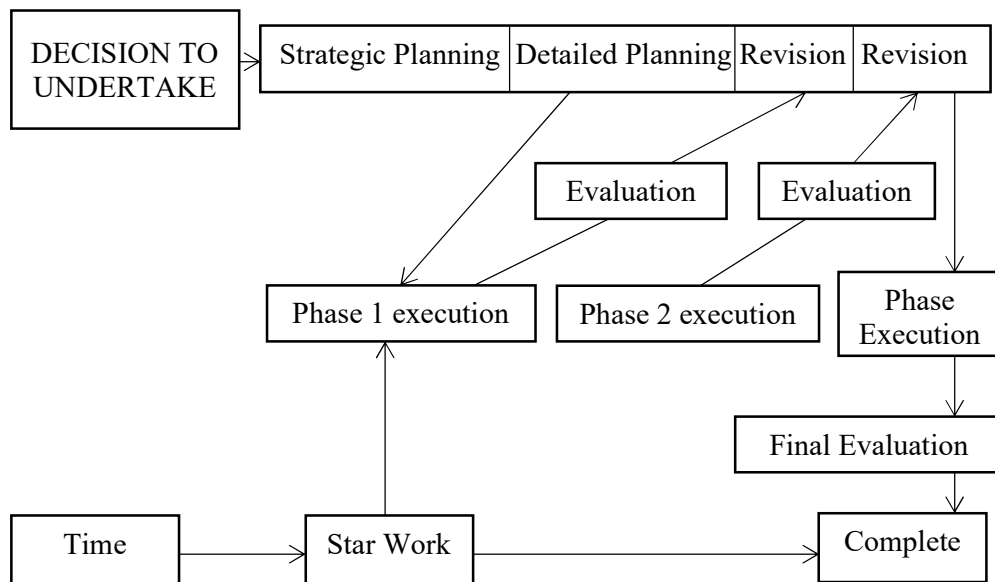 DECISION TO
UNDERTAKE
Strategic Planning
Detailed Planning
Revision
Revision
Evaluation
Evaluation
Phase 1 execution
Phase 2 execution
Phase
Execution
Final Evaluation
Time
Star Work
Complete